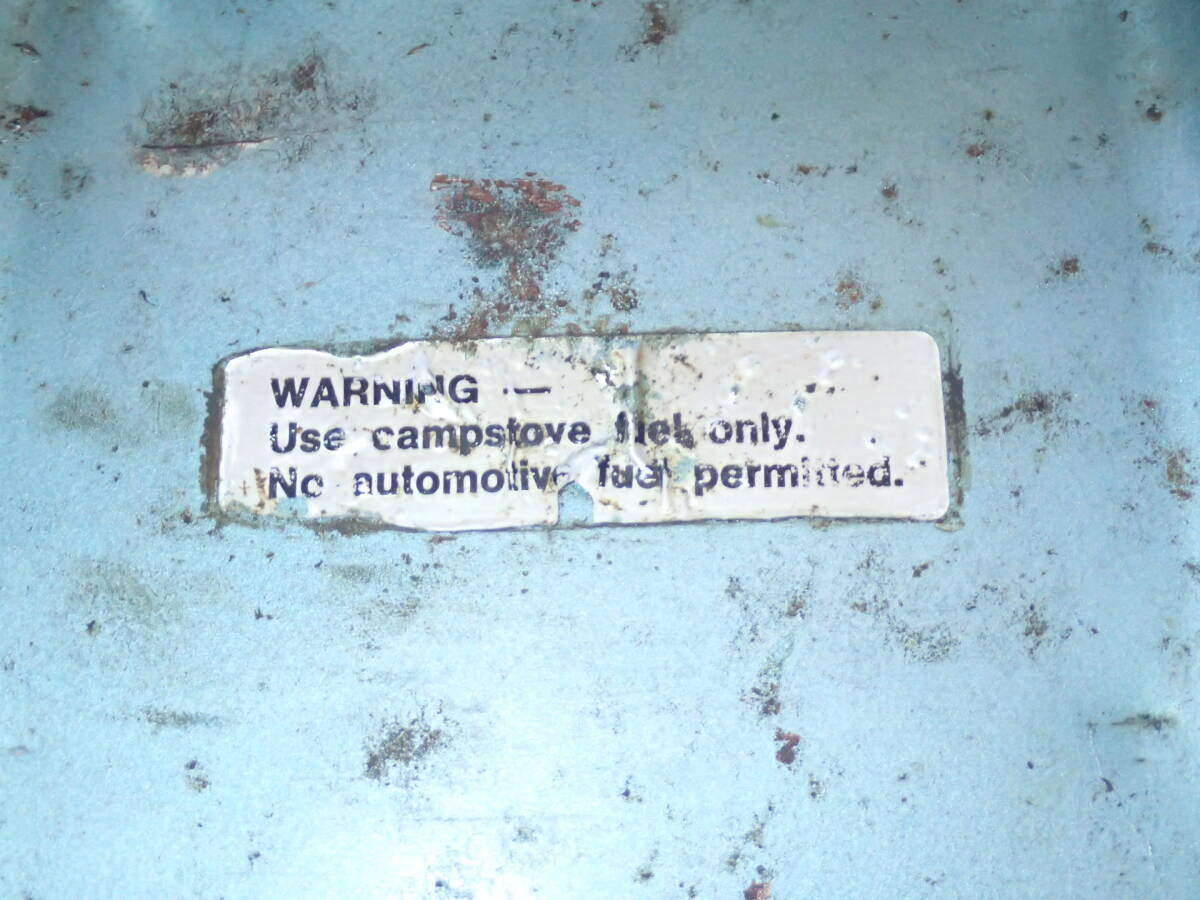 WARNING —
Use campstove fuel only.
No automotive fuel permitted.